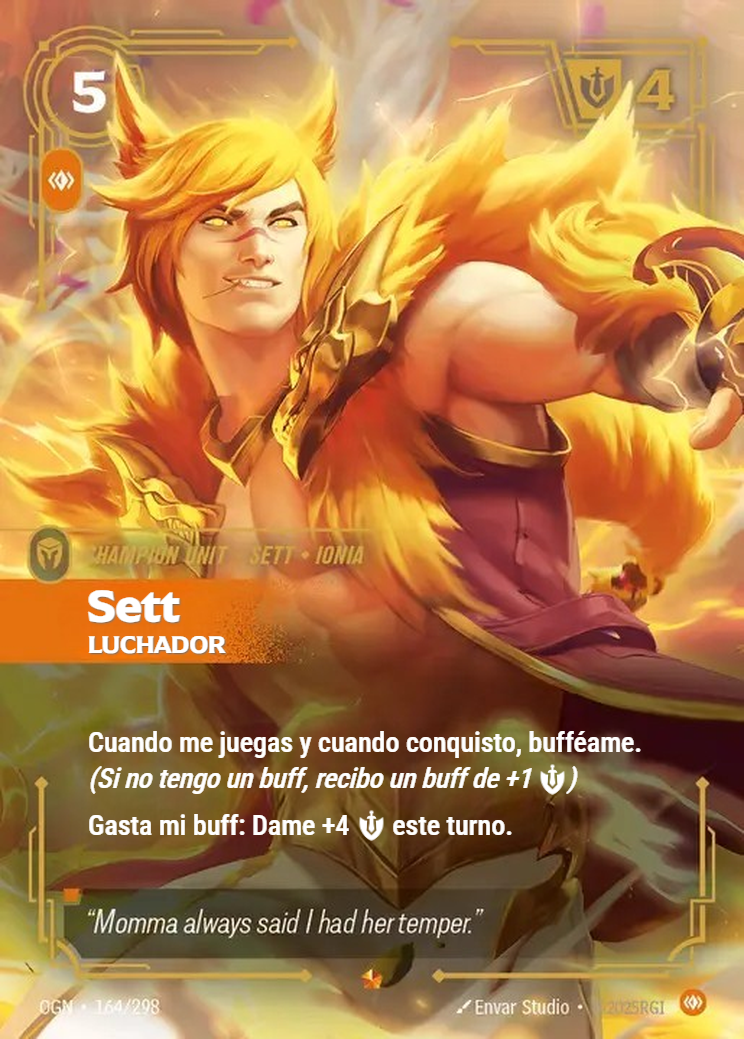 5
4
CHAMPION UNIT • SETT • IONIA
Sett
LUCHADOR
Cuando me juegas y cuando conquisto, bufféame.
(Si no tengo un buff, recibo un buff de +1 )
Gasta mi buff: Dame +4 este turno.
“Momma always said I had her temper.”
OGN • 164/298
Envar Studio • 2025RGI